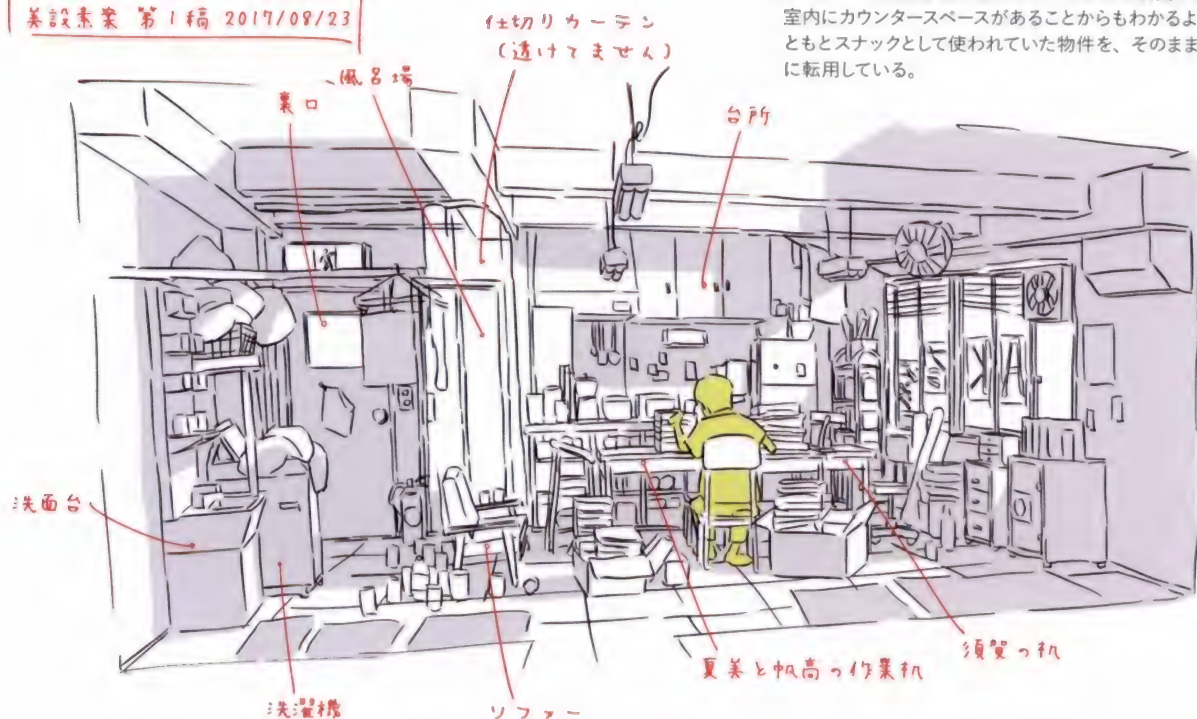 美設素案 第1稿 2017/08/23
仕切りカーテン
(透けてません)
室内にカウンタースペースがあることからもわかるよ
ともとスナックとして使われていた物件を、そのまま
に転用している。
風呂場
裏口
台所
洗面台
夏美と帆高の作業机
須賀の机
洗濯機
ソファー